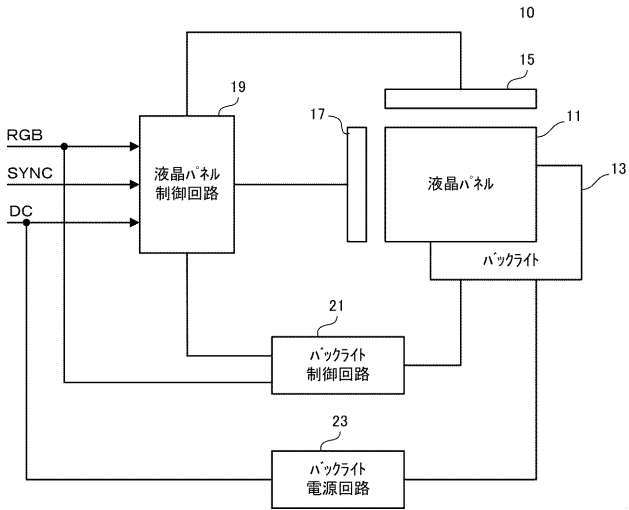 10
15
19
17
11
RGB
液晶パネル
制御回路
液晶パネル
13
SYNC
DC
バックライト
21
バックライト
制御回路
23
バックライト
電源回路